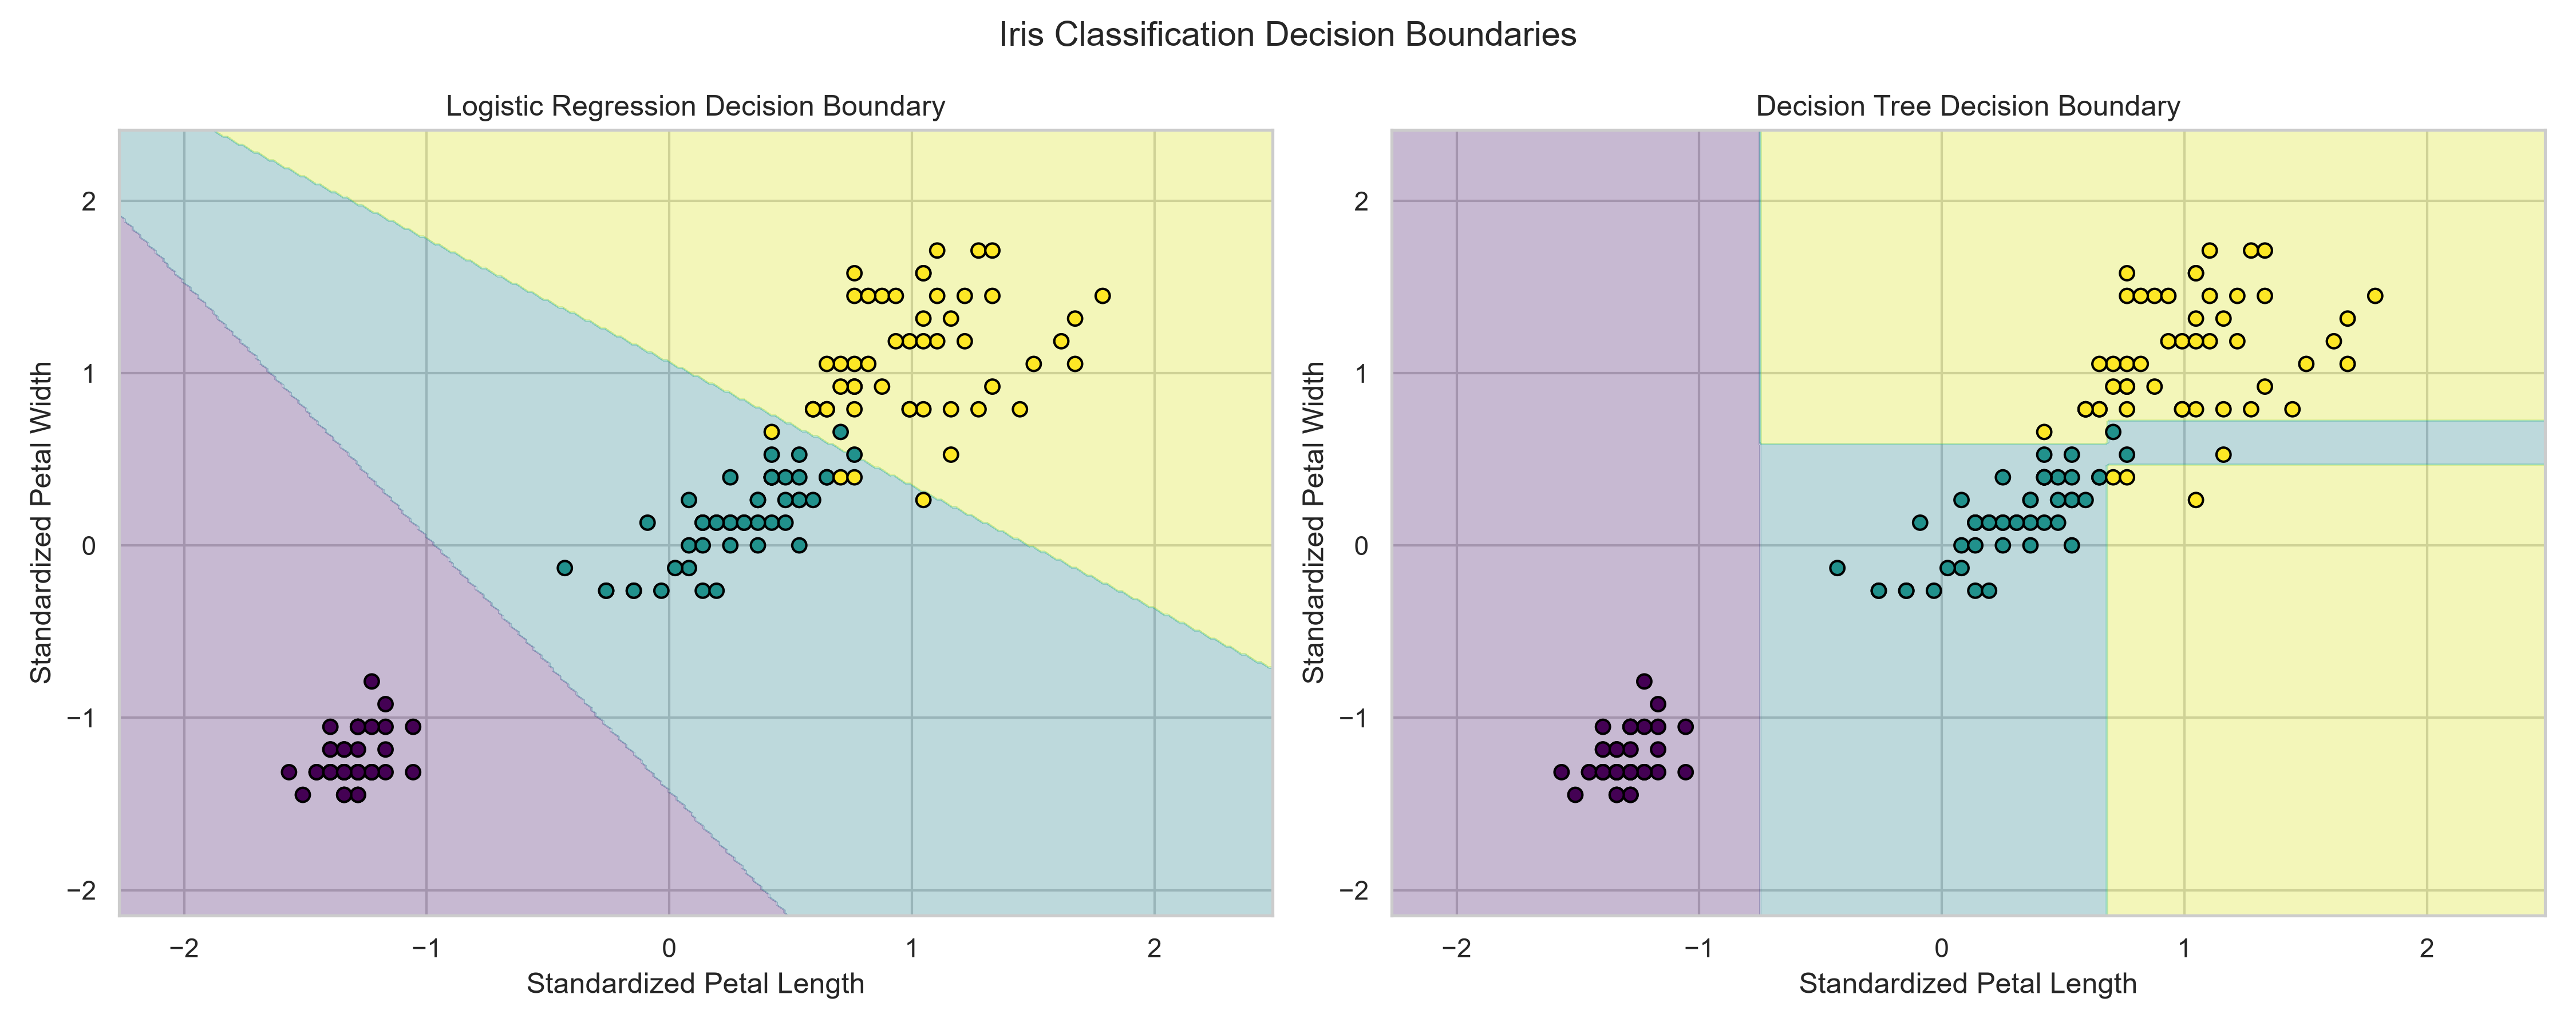 Iris Classification Decision Boundaries
Logistic Regression Decision Boundary
Standardized Petal Width
2
1
0
−1
−2
−2 −1 0 1 2
Standardized Petal Length
Decision Tree Decision Boundary
Standardized Petal Width
2
1
0
−1
−2
−2 −1 0 1 2
Standardized Petal Length